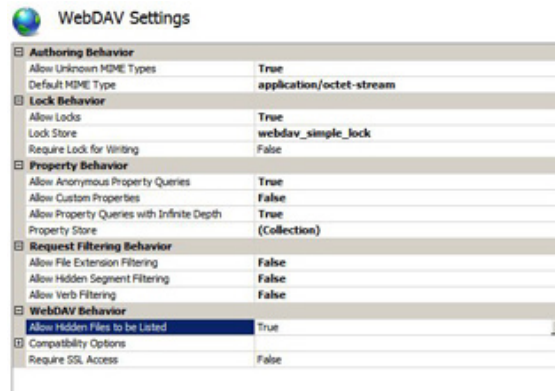 WebDAV Settings
Authoring Behavior
Allow Unknown MIME Types True
Default MIME Type application/octet-stream
Lock Behavior
Allow Locks True
Lock Store webdav_simple_lock
Require Lock for Writing False
Property Behavior
Allow Anonymous Property Queries True
Allow Custom Properties False
Allow Property Queries with Infinite Depth True
Property Store (Collection)
Request Filtering Behavior
Allow File Extension Filtering False
Allow Hidden Segment Filtering False
Allow Verb Filtering False
WebDAV Behavior
Allow Hidden Files to be Listed True
Compatibility Options
Require SSL Access False